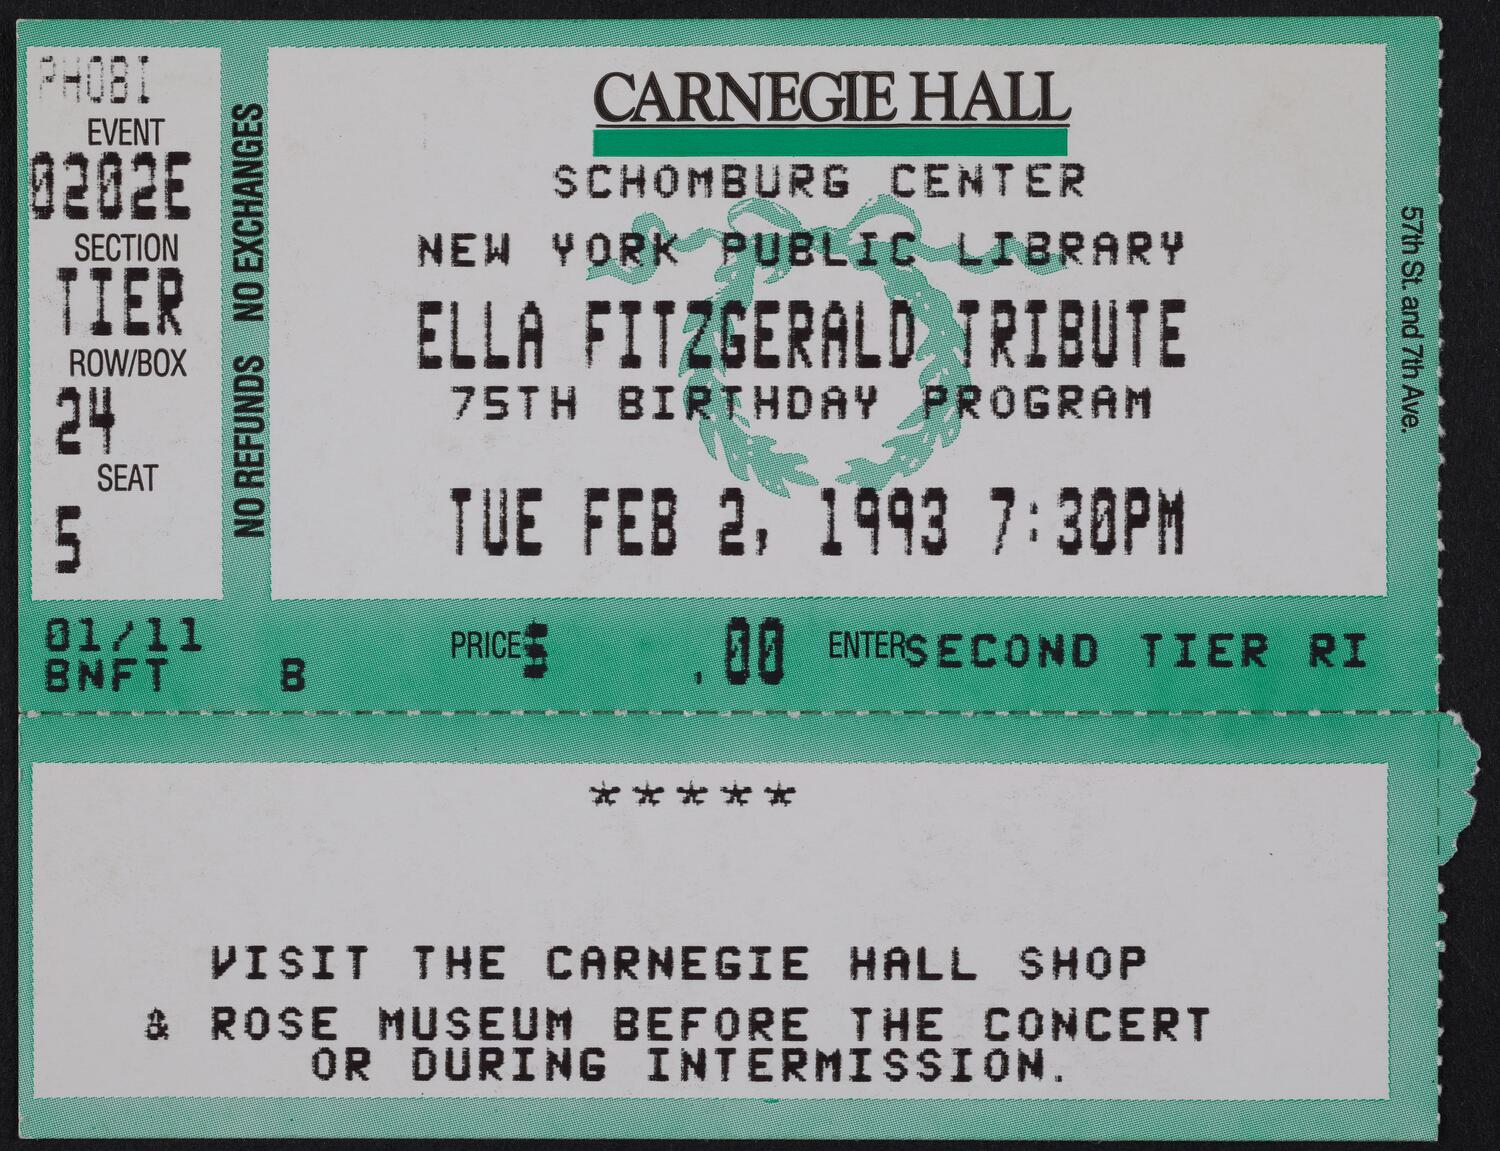 PHOBI
EVENT
0202E
SECTION
TIER
ROW/BOX
24
SEAT
5
NO REFUNDS NO EXCHANGES
CARNEGIE HALL
SCHOMBURG CENTER
NEW YORK PUBLIC LIBRARY
ELLA FITZGERALD TRIBUTE
75TH BIRTHDAY PROGRAM
TUE FEB 2, 1993 7:30PM
57th St. and 7th Ave.
01/11
BNFT B
PRICE $ .00 ENTER SECOND TIER RI
*****
VISIT THE CARNEGIE HALL SHOP
& ROSE MUSEUM BEFORE THE CONCERT
OR DURING INTERMISSION.